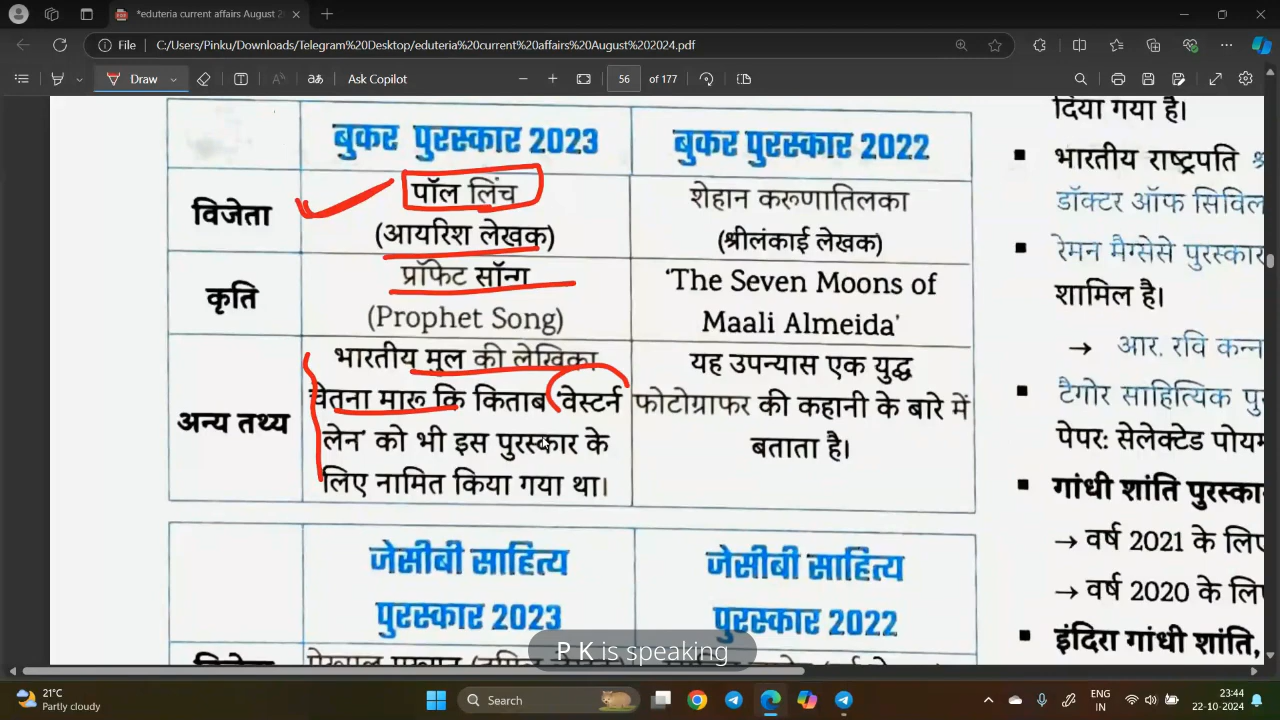 *eduteria current affairs August 2
File C:/Users/Pinku/Downloads/Telegram%20Desktop/eduteria%20current%20affairs%20August%202024.pdf
Draw Ask Copilot 56 of 177
बुकर पुरस्कार 2023 बुकर पुरस्कार 2022
विजेता
पॉल लिंच
(आयरिश लेखक)
शेहान करूणातिलका
(श्रीलंकाई लेखक)
कृति
प्रॉफेट सॉन्ग
(Prophet Song)
‘The Seven Moons of
Maali Almeida’
अन्य तथ्य
भारतीय मूल की लेखिका
चेतना मारू कि किताब ‘वेस्टर्न
लेन’ को भी इस पुरस्कार के
लिए नामित किया गया था।
यह उपन्यास एक युद्ध
फोटोग्राफर की कहानी के बारे में
बताता है।
जेसीबी साहित्य
पुरस्कार 2023
जेसीबी साहित्य
पुरस्कार 2022
दिया गया है।
▪ भारतीय राष्ट्रपति
डॉक्टर ऑफ सिविल
▪ रेमन मैग्सेसे पुरस्कार
शामिल है।
→ आर. रवि कन्न
▪ टैगोर साहित्यिक पु
पेपर: सेलेक्टेड पोयम
▪ गांधी शांति पुरस्का
→ वर्ष 2021 के लिए
→ वर्ष 2020 के लिए
▪ इंदिरा गांधी शांति,
P K is speaking
21°C
Partly cloudy
Search
ENG
IN
23:44
22-10-2024